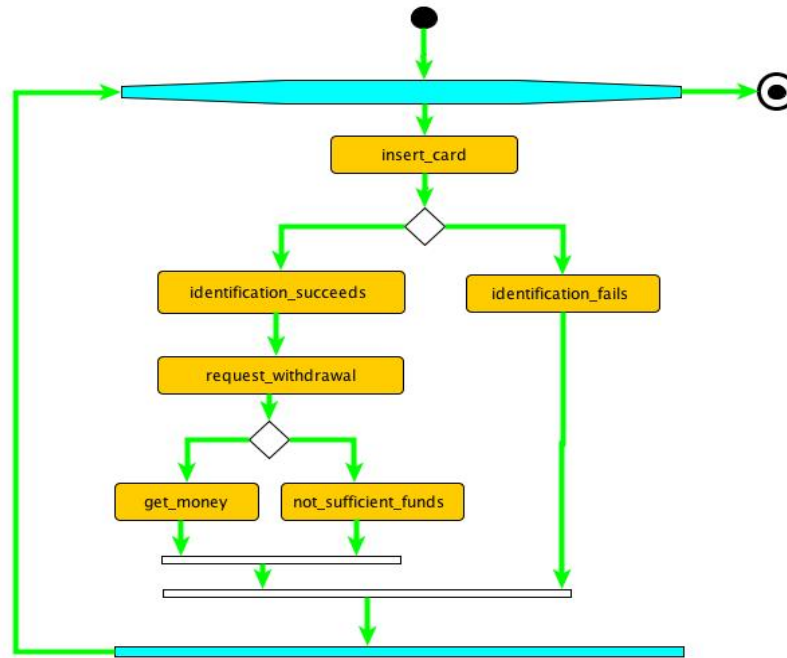 insert_card
identification_succeeds
identification_fails
request_withdrawal
get_money
not_sufficient_funds